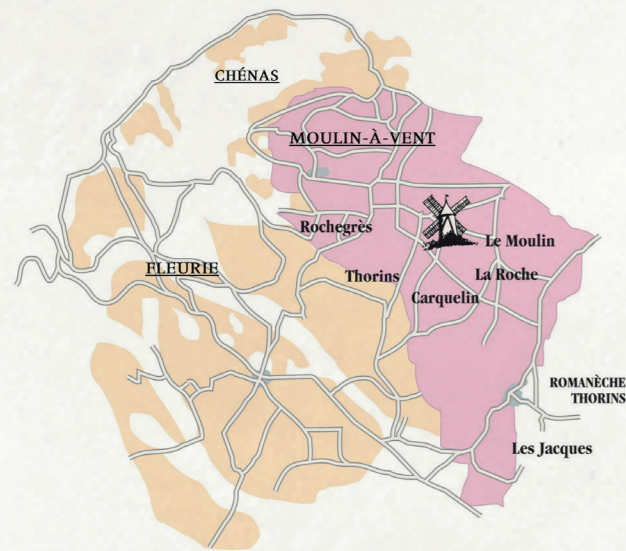 CHÉNAS
MOULIN-À-VENT
Rochegrès
Le Moulin
FLEURIE
Thorins
La Roche
Carquelin
ROMANÈCHE
THORINS
Les Jacques